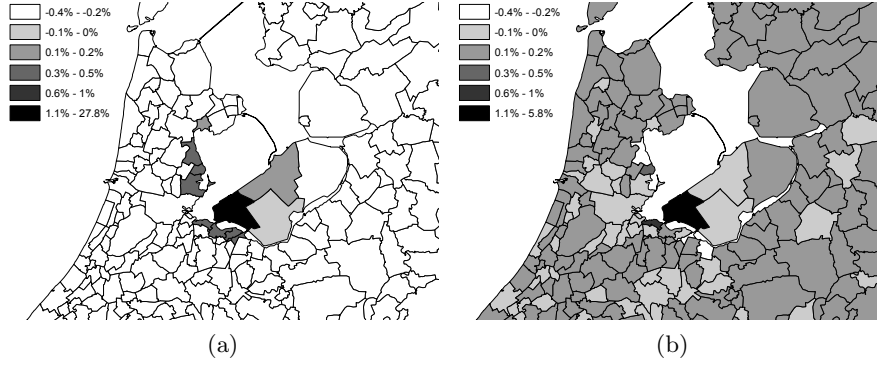 -0.4% - -0.2%
-0.1% - 0%
0.1% - 0.2%
0.3% - 0.5%
0.6% - 1%
1.1% - 27.8%
(a)
-0.4% - -0.2%
-0.1% - 0%
0.1% - 0.2%
0.3% - 0.5%
0.6% - 1%
1.1% - 5.8%
(b)